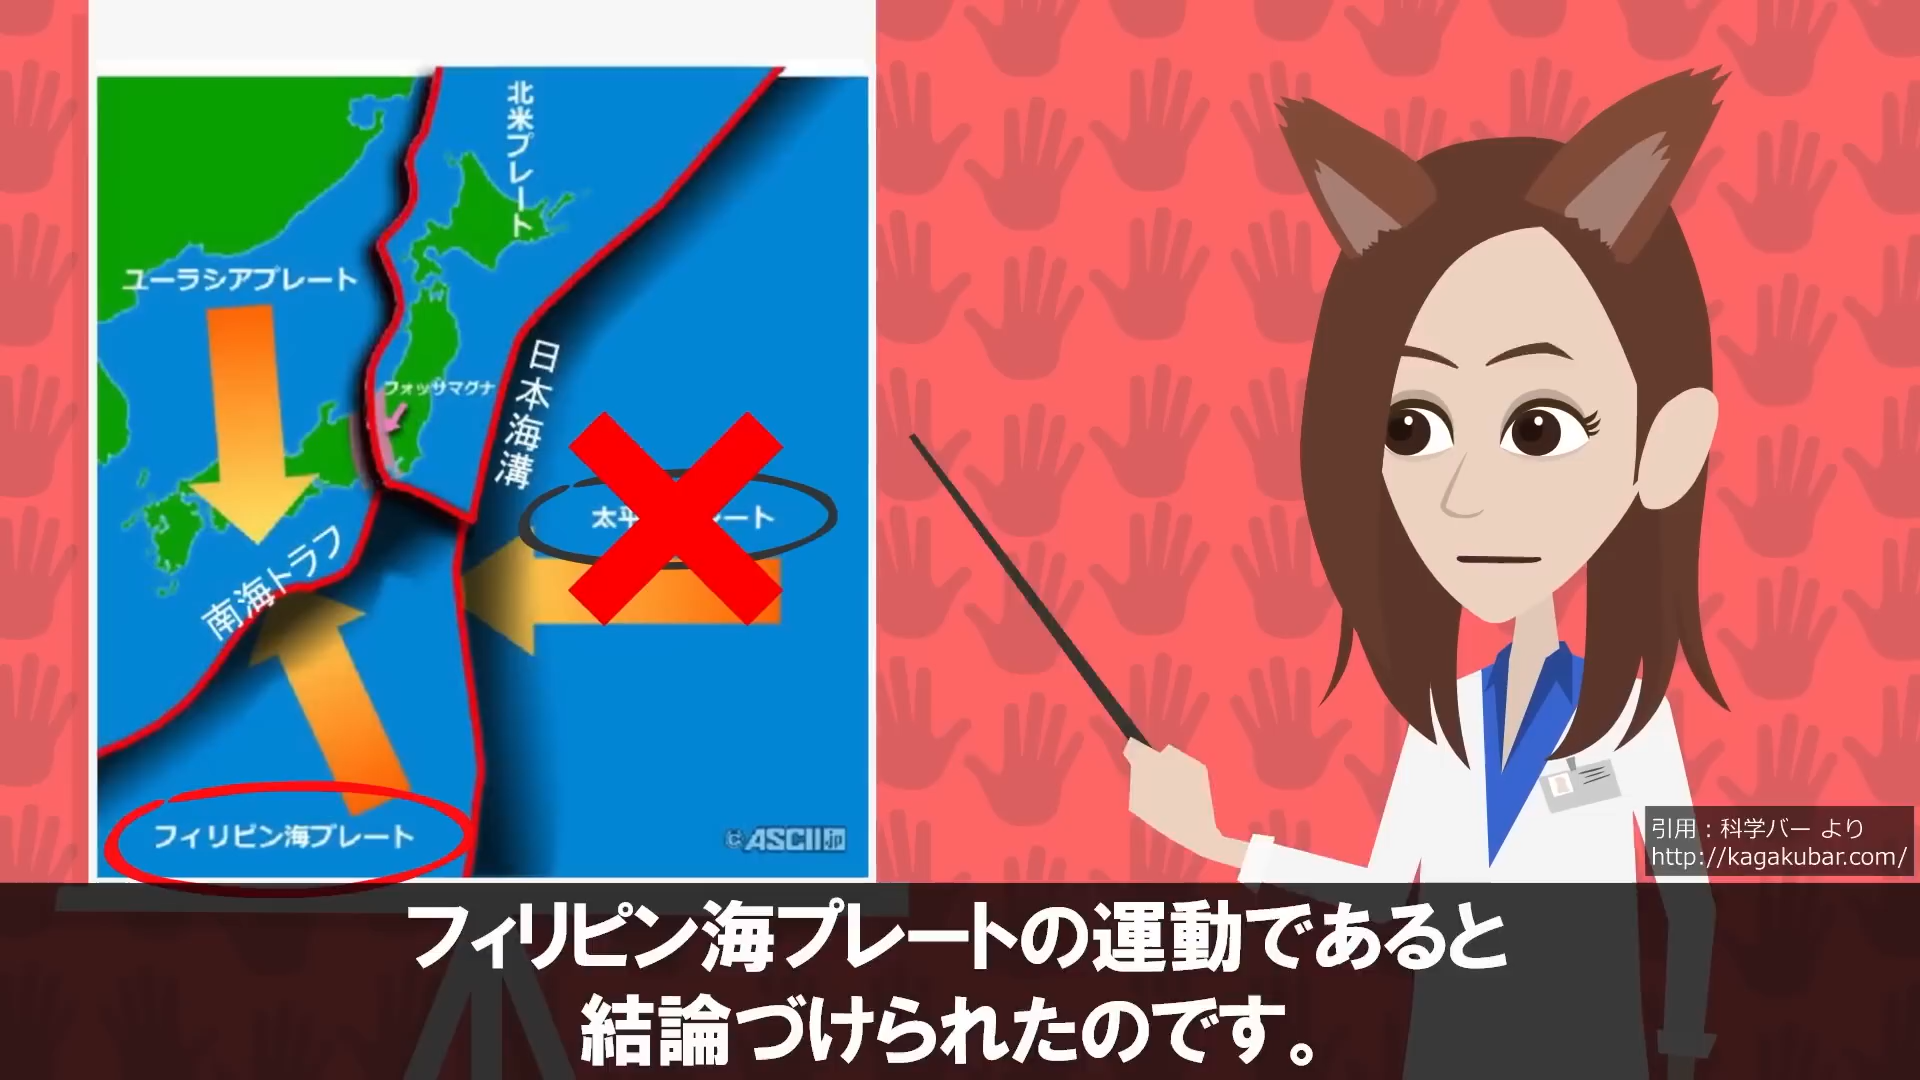 北米プレート
ユーラシアプレート
フォッサマグナ
日本海溝
太平
レート
南海トラフ
フィリピン海プレート
©ASCII.jp
引用：科学バー より
http://kagakubar.com/
フィリピン海プレートの運動であると
結論づけられたのです。